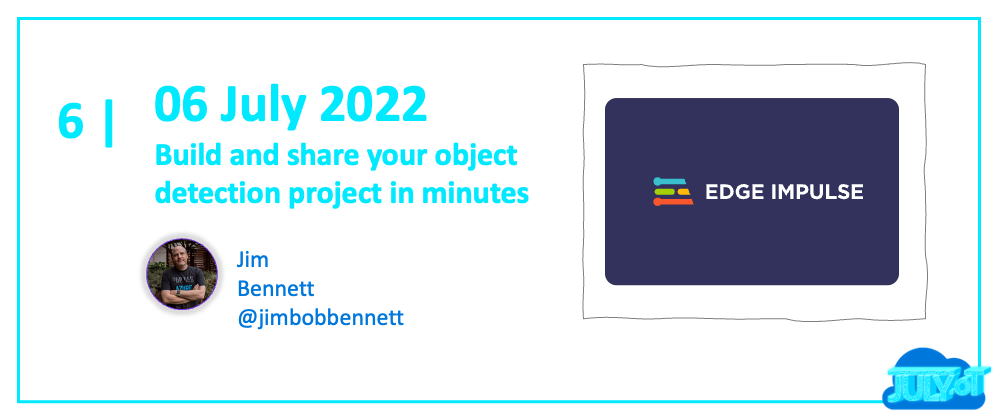 6 |
06 July 2022
Build and share your object
detection project in minutes
Jim
Bennett
@jimbobbennett
EDGE IMPULSE
AZURE
JULYoT